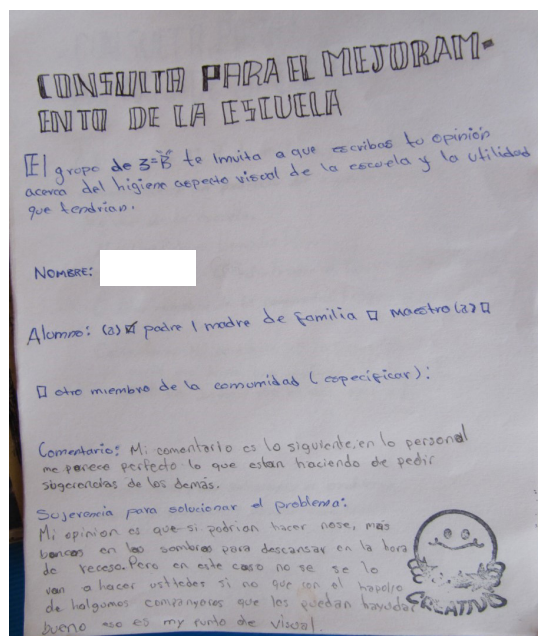 CONSULTA PARA EL MEJORAM-
ENTO DE LA ESCUELA
El grupo de 3=B te Invita a que escribas tu opinión
acerca del higiene aspecto visual de la escuela y la utilidad
que tendrian.
NOMBRE:
Alumno: (a) padre / madre de familia maestro (a)
otro miembro de la comunidad (especificar):
Comentario: Mi comentario es lo siguiente, en lo personal
me parece perfecto lo que estan haciendo de pedir
sugerencias de los demás.
Sujerencia para solucionar el problema:
Mi opinion es que si podrian hacer nose, más
bancas en las sombras para descansar en la hora
de receso. Pero en este caso no se se lo
van a hacer usttedes si no que con el
de halgumos companyeros que los puedan hayudar
bueno eso es my punto de visual.
CREATIVO